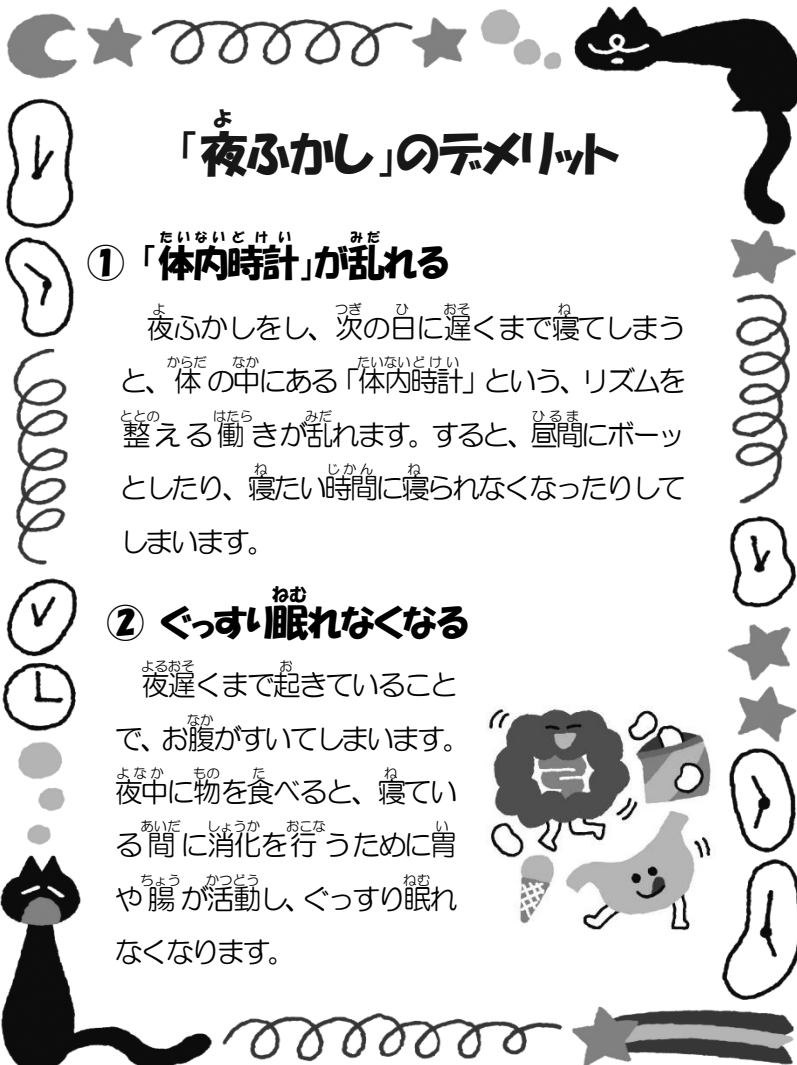 「夜ふかし」のデメリット
①「体内時計」が乱れる
夜ふかしをし、次の日に遅くまで寝てしまう
と、体の中にある「体内時計」という、リズムを
整える働きが乱れます。すると、昼間にボーッ
としたり、寝たい時間に寝られなくなったりして
しまいます。
② ぐっすり眠れなくなる
夜遅くまで起きていること
で、お腹がすいてしまいます。
夜中に物を食べると、寝てい
る間に消化を行うために胃
や腸が活動し、ぐっすり眠れ
なくなります。